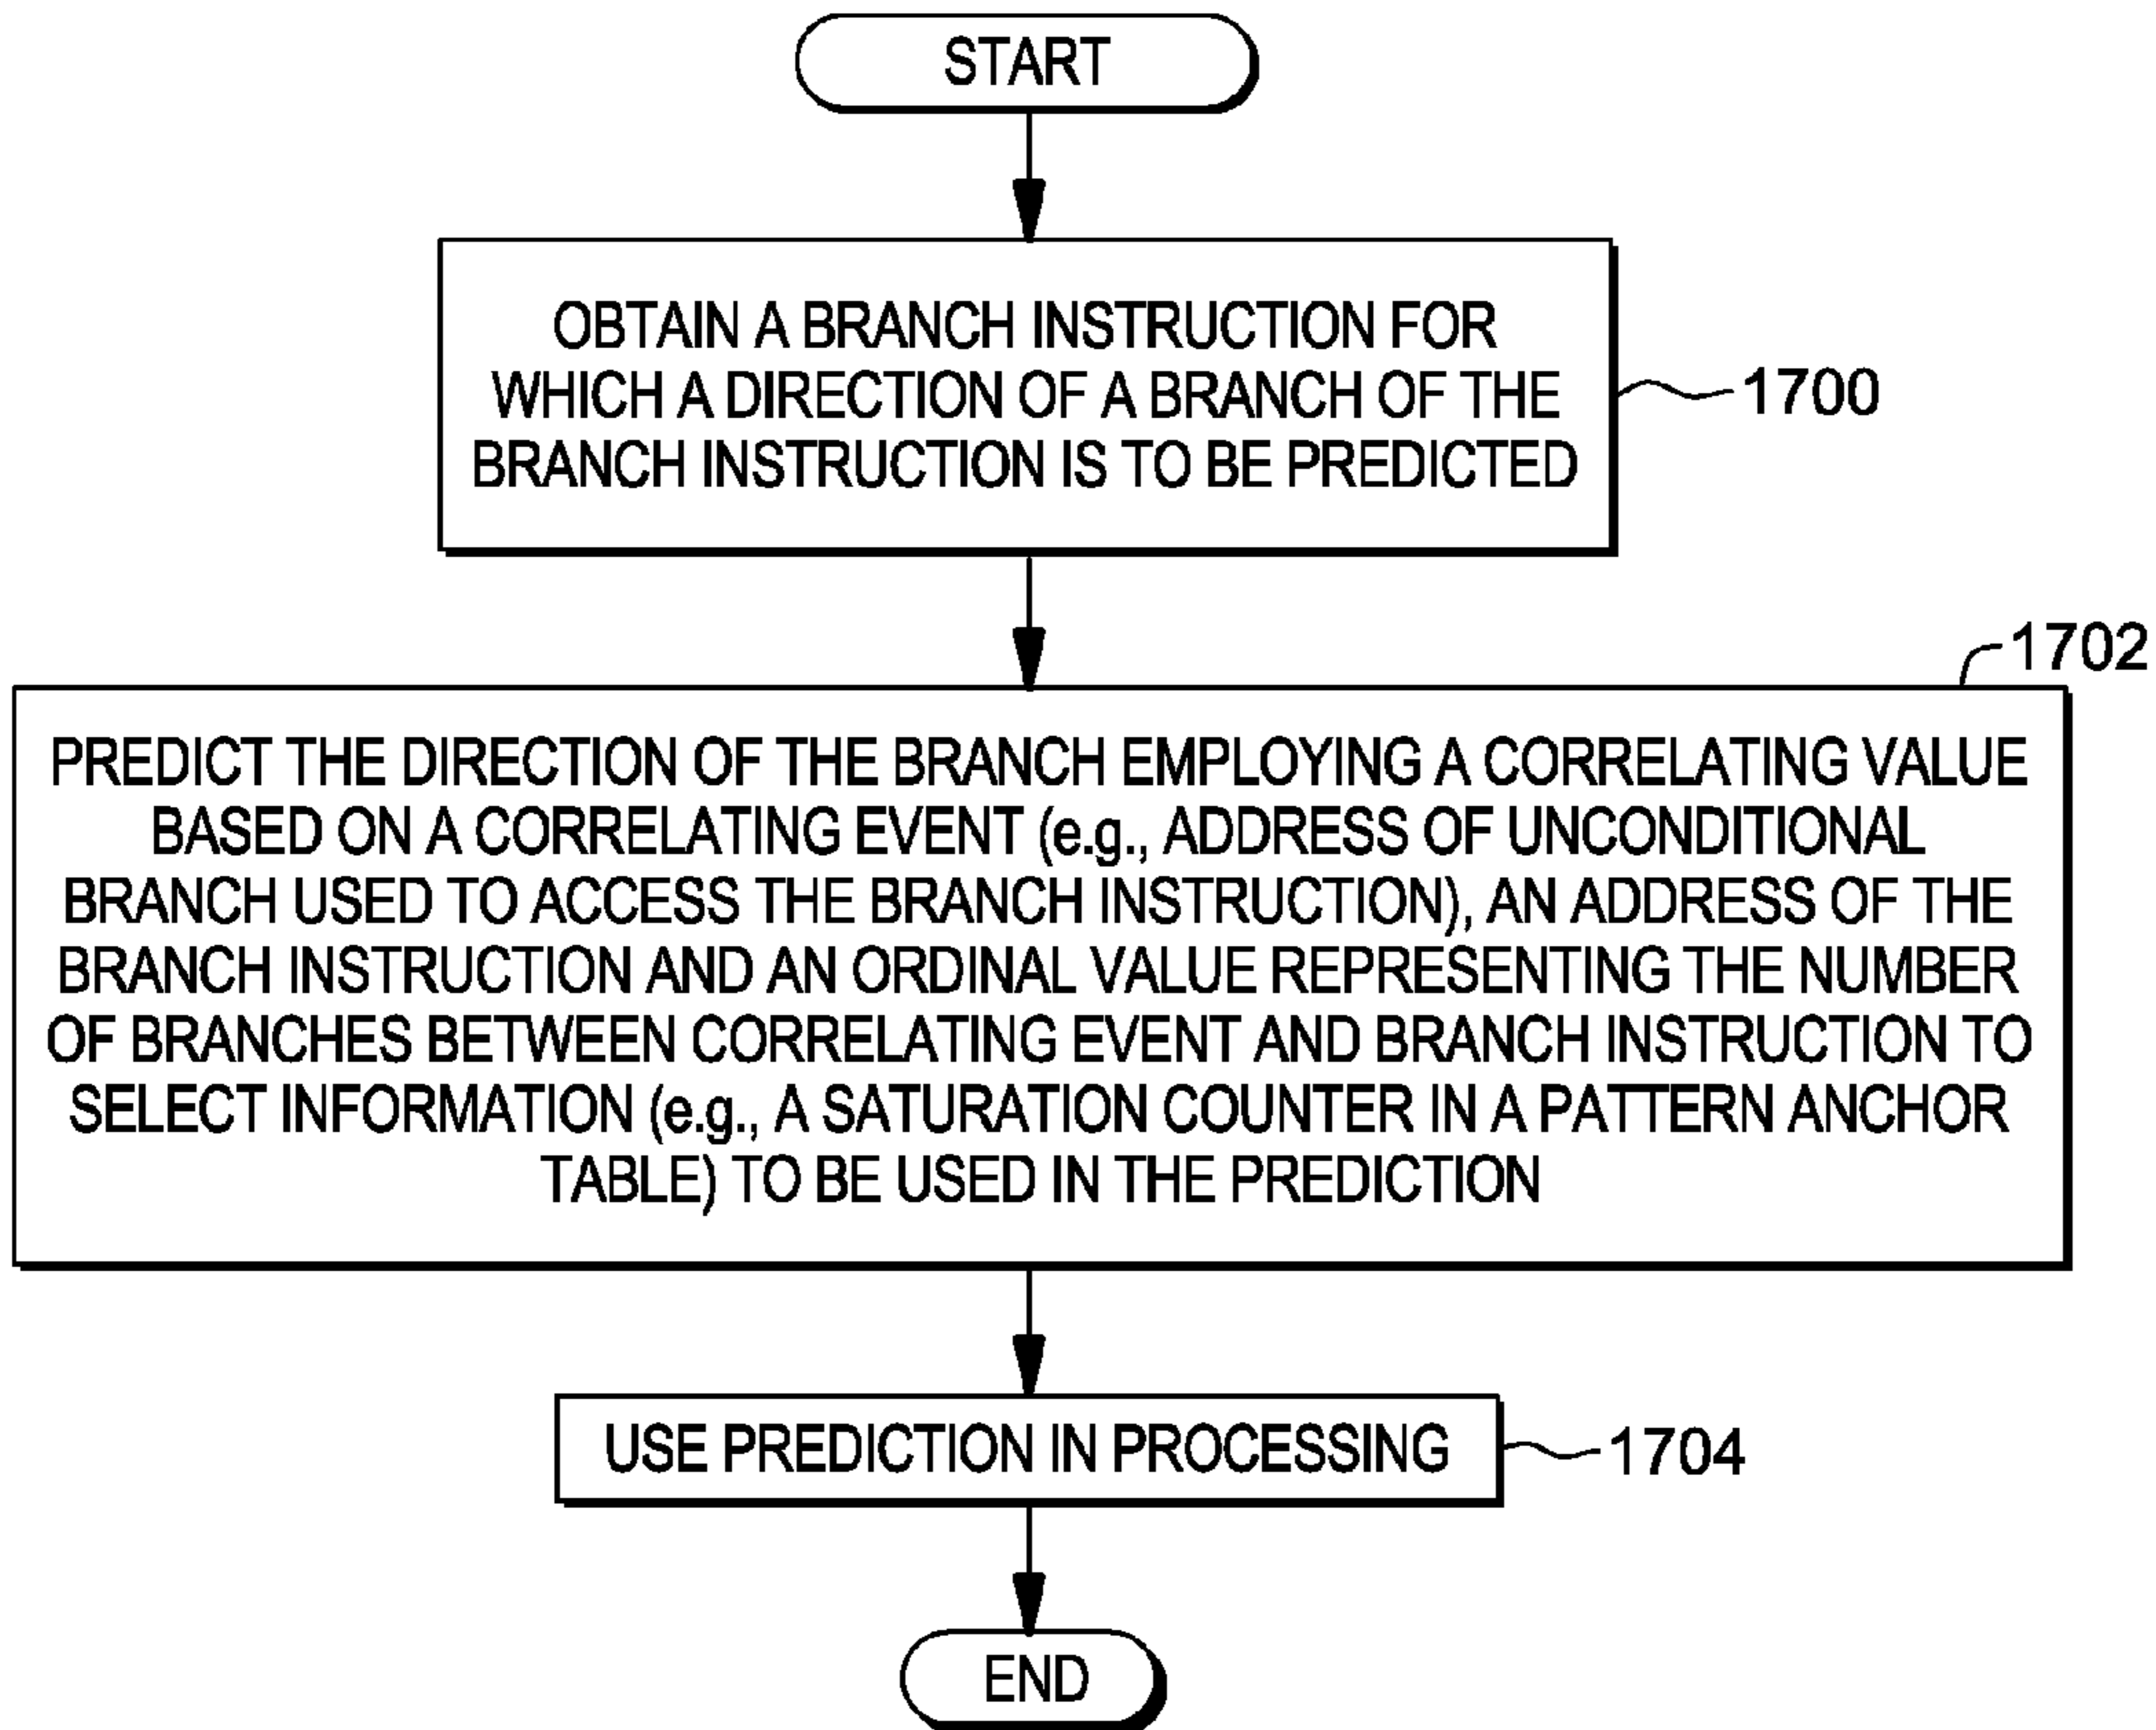 START
OBTAIN A BRANCH INSTRUCTION FOR
WHICH A DIRECTION OF A BRANCH OF THE
BRANCH INSTRUCTION IS TO BE PREDICTED
1700
1702
PREDICT THE DIRECTION OF THE BRANCH EMPLOYING A CORRELATING VALUE
BASED ON A CORRELATING EVENT (e.g., ADDRESS OF UNCONDITIONAL
BRANCH USED TO ACCESS THE BRANCH INSTRUCTION), AN ADDRESS OF THE
BRANCH INSTRUCTION AND AN ORDINAL VALUE REPRESENTING THE NUMBER
OF BRANCHES BETWEEN CORRELATING EVENT AND BRANCH INSTRUCTION TO
SELECT INFORMATION (e.g., A SATURATION COUNTER IN A PATTERN ANCHOR
TABLE) TO BE USED IN THE PREDICTION
USE PREDICTION IN PROCESSING
1704
END